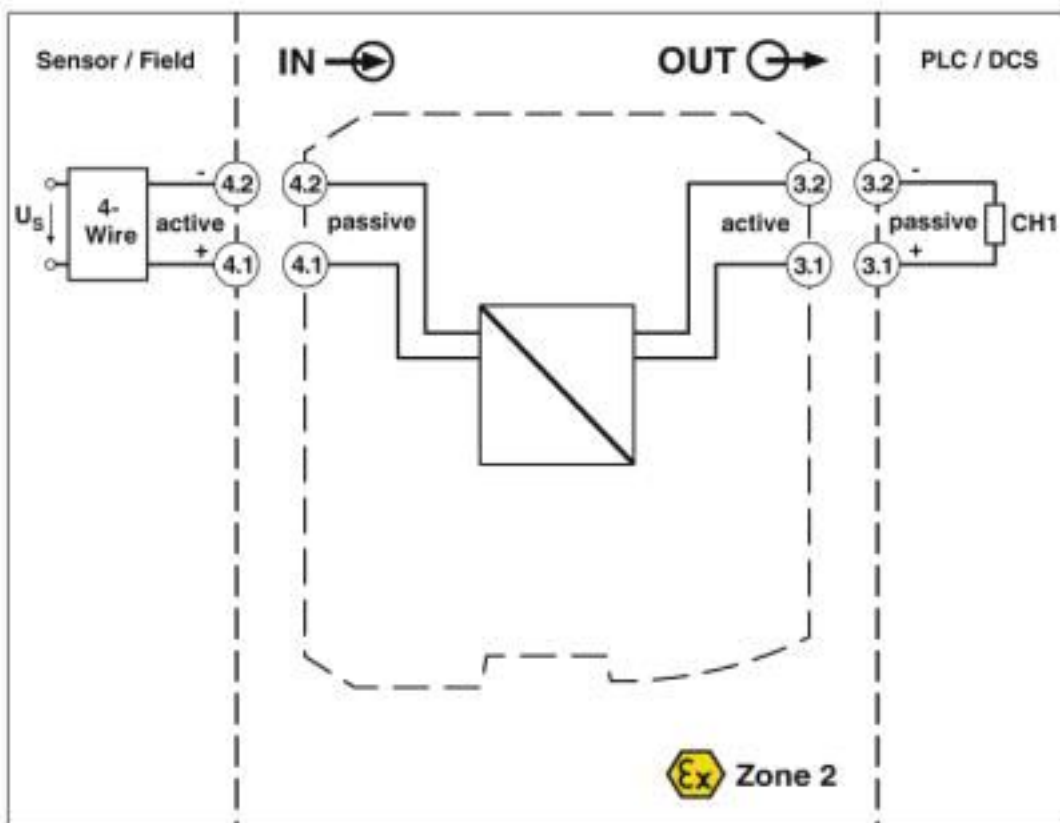 Sensor / Field
IN
OUT
PLC / DCS
4.2
4.2
3.2
3.2
-
-
US
4-
Wire
active
passive
active
passive
CH1
+
+
4.1
4.1
3.1
3.1
Ex
Zone 2